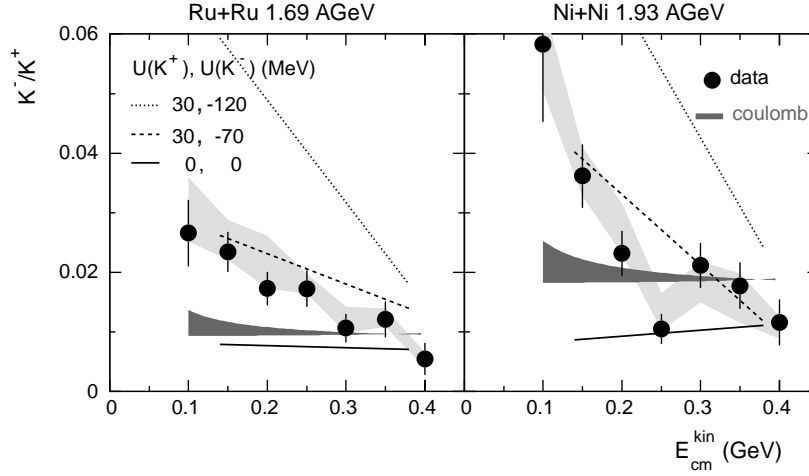 Ru+Ru 1.69 AGeV
Ni+Ni 1.93 AGeV
K⁻/K⁺
0.06
0.04
0.02
0
U(K⁺), U(K⁻) (MeV)
30, -120
30, -70
0, 0
data
coulomb
0 0.1 0.2 0.3 0.4
0 0.1 0.2 0.3 0.4
E^kin_cm (GeV)